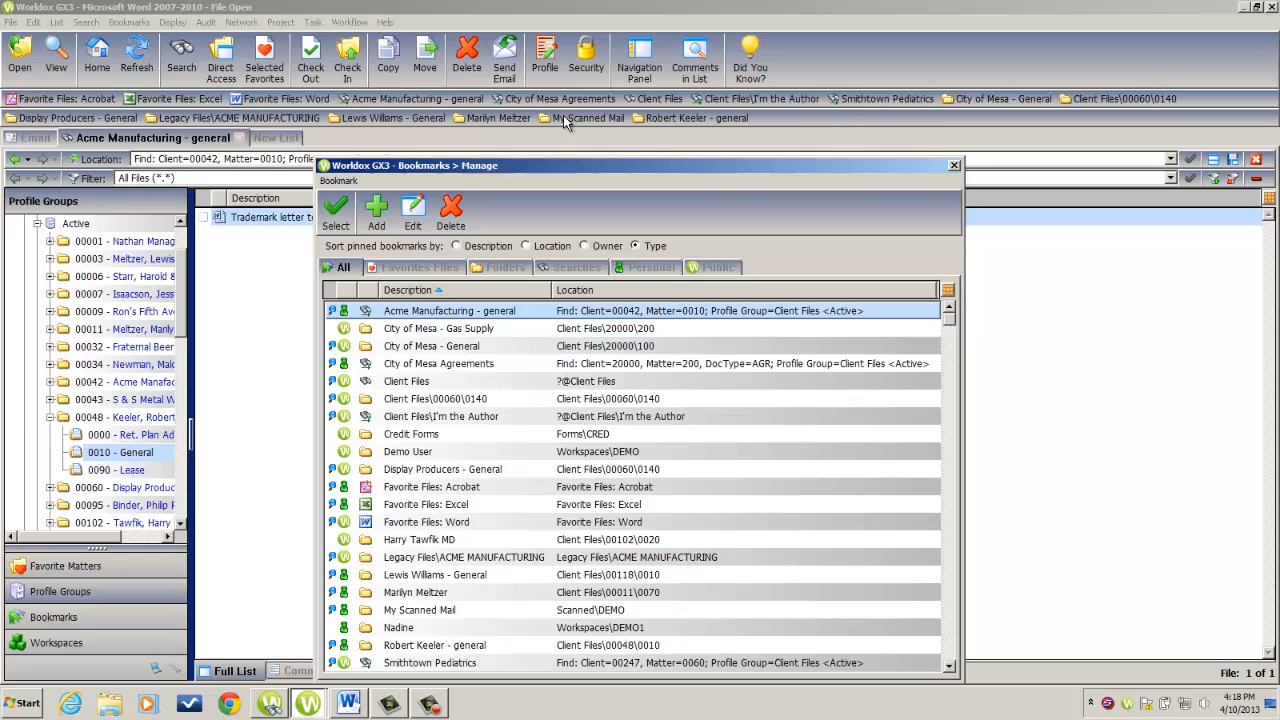 Worldox GX3 - Microsoft Word 2007-2010 - File Open
File Edit List Search Bookmarks Display Audit Network Project Task Workflow Help
Open View Home Refresh Search Direct Access Selected Favorites Check Out Check In Copy Move Delete Send Email Profile Security Navigation Panel Comments in List Did You Know?
Favorite Files: Acrobat Favorite Files: Excel Favorite Files: Word Acme Manufacturing - general City of Mesa Agreements Client Files Client Files\I'm the Author Smithtown Pediatrics City of Mesa - General Client Files\00060\0140
Display Producers - General Legacy Files\ACME MANUFACTURING Lewis Williams - General Marilyn Meltzer My Scanned Mail Robert Keeler - general
Email Acme Manufacturing - general New List
Location: Find: Client=00042, Matter=0010; Profile
Filter: All Files (*.*)
Profile Groups
Active
00001 - Nathan Manag
00003 - Meltzer, Lewis
00006 - Starr, Harold &
00007 - Isaacson, Jess
00009 - Ron's Fifth Av
00011 - Meltzer, Marily
00032 - Fraternal Beer
00034 - Newman, Malc
00042 - Acme Manafac
00043 - S & S Metal W
00048 - Keeler, Robert
0000 - Ret. Plan Ad
0010 - General
0090 - Lease
00060 - Display Produc
00095 - Binder, Philip F
00102 - Tawfik, Harry
Favorite Matters
Profile Groups
Bookmarks
Workspaces
Description
Trademark letter to
Worldox GX3 - Bookmarks > Manage
Bookmark
Select Add Edit Delete
Sort pinned bookmarks by: Description Location Owner Type
All Favorites Files Folders Searches Personal Public
Description Location
Acme Manufacturing - general Find: Client=00042, Matter=0010; Profile Group=Client Files <Active>
City of Mesa - Gas Supply Client Files\20000\200
City of Mesa - General Client Files\20000\100
City of Mesa Agreements Find: Client=20000, Matter=200, DocType=AGR; Profile Group=Client Files <Active>
Client Files ?@Client Files
Client Files\00060\0140 Client Files\00060\0140
Client Files\I'm the Author ?@Client Files\I'm the Author
Credit Forms Forms\CRED
Demo User Workspaces\DEMO
Display Producers - General Client Files\00060\0140
Favorite Files: Acrobat Favorite Files: Acrobat
Favorite Files: Excel Favorite Files: Excel
Favorite Files: Word Favorite Files: Word
Harry Tawfik MD Client Files\00102\0020
Legacy Files\ACME MANUFACTURING Legacy Files\ACME MANUFACTURING
Lewis Williams - General Client Files\00118\0010
Marilyn Meltzer Client Files\00011\0070
My Scanned Mail Scanned\DEMO
Nadine Workspaces\DEMO1
Robert Keeler - general Client Files\00048\0010
Smithtown Pediatrics Find: Client=00247, Matter=0060; Profile Group=Client Files <Active>
Full List Comm
File: 1 of 1
Start
4:18 PM
4/10/2013